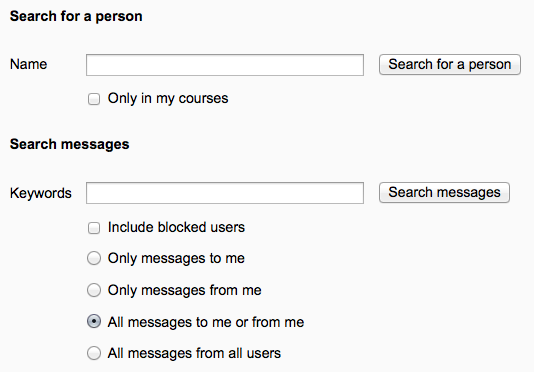 Search for a person
Name Search for a person
Only in my courses
Search messages
Keywords Search messages
Include blocked users
Only messages to me
Only messages from me
All messages to me or from me
All messages from all users